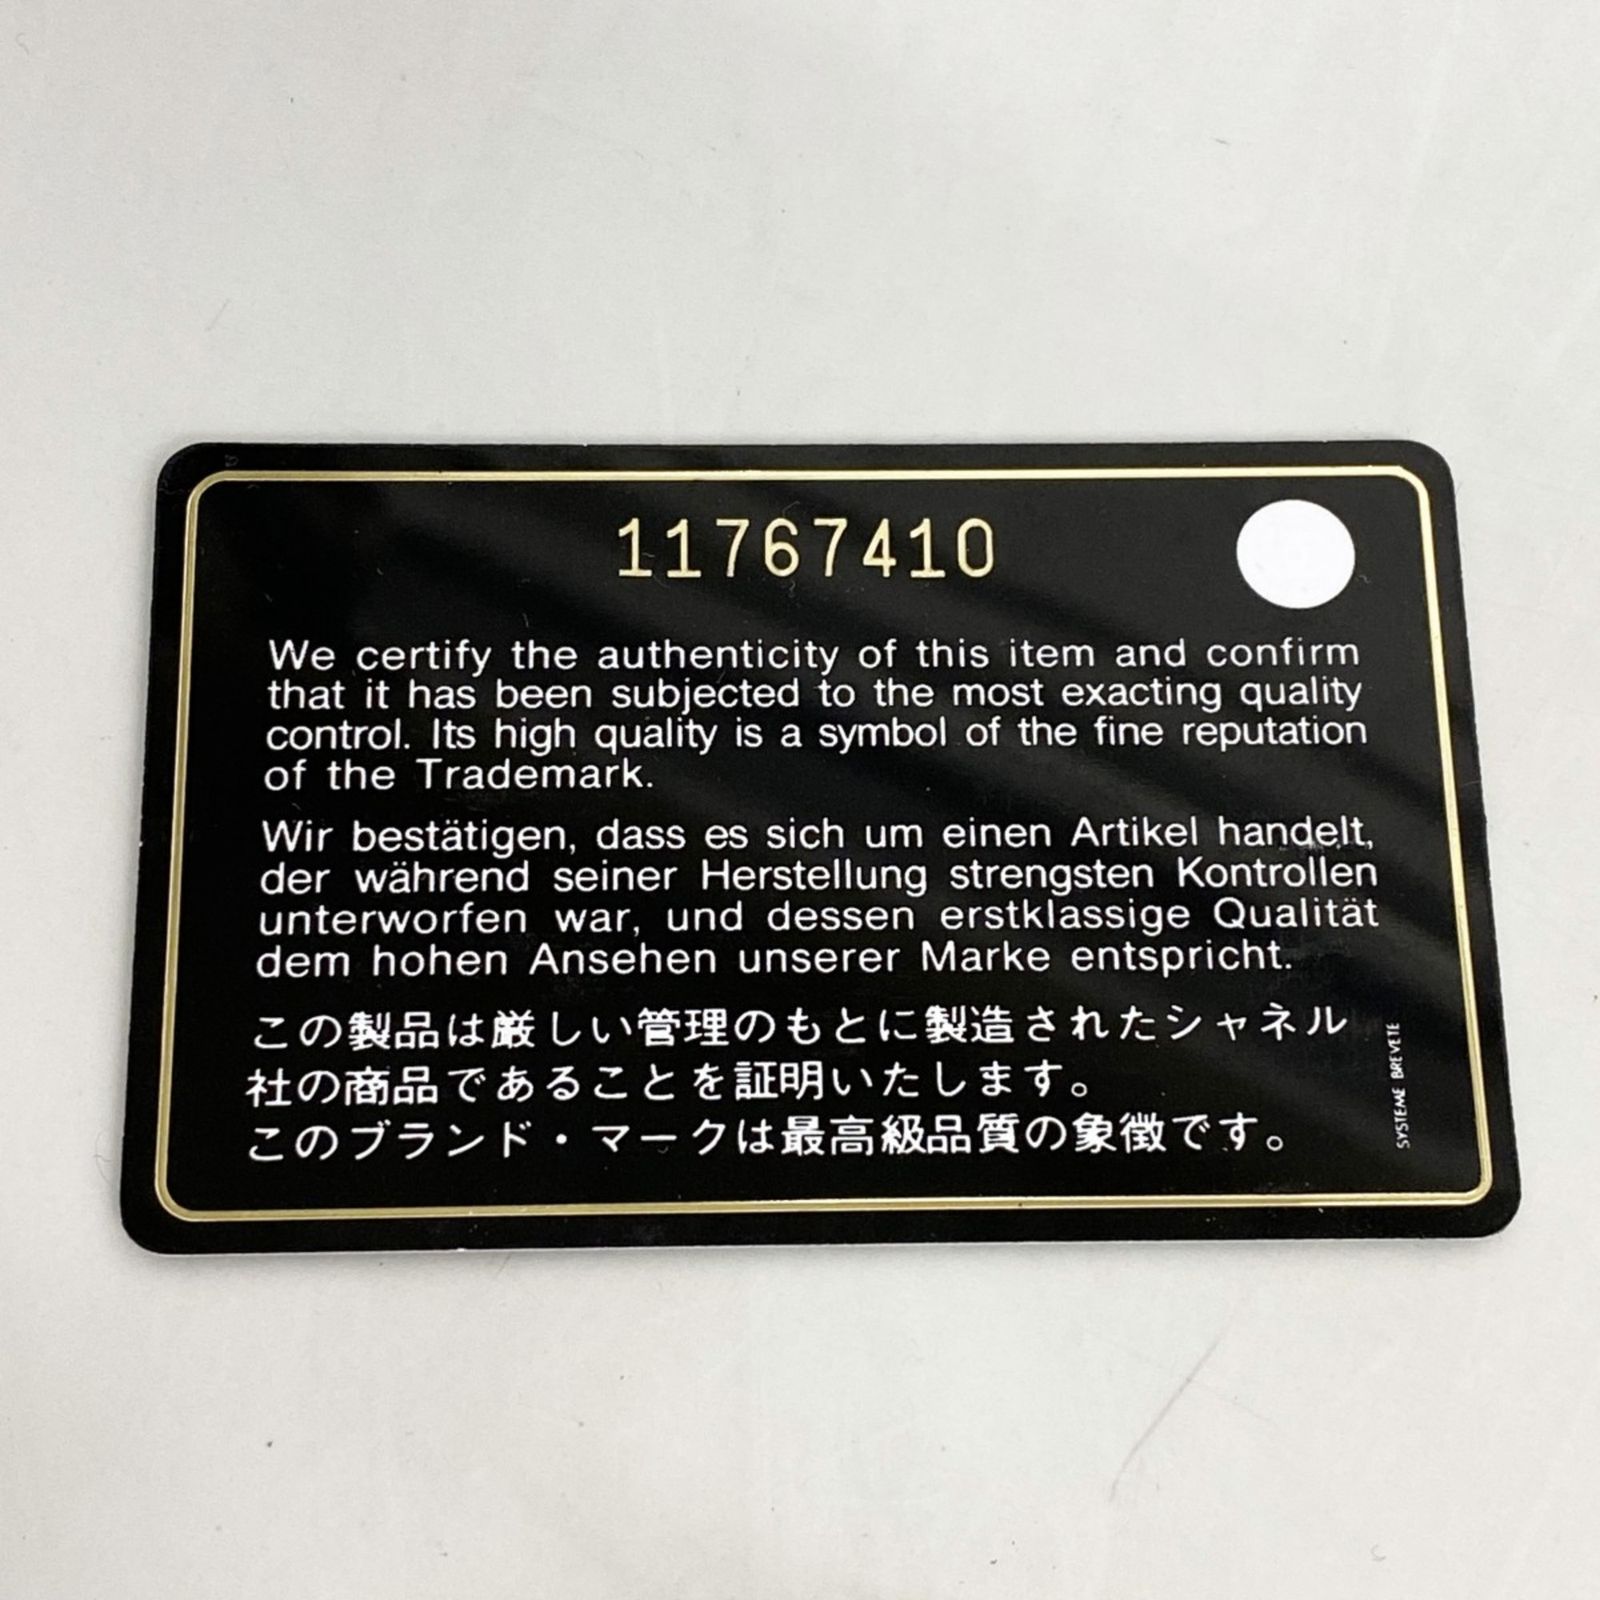 11767410
We certify the authenticity of this item and confirm
that it has been subjected to the most exacting quality
control. Its high quality is a symbol of the fine reputation
of the Trademark.
Wir bestätigen, dass es sich um einen Artikel handelt,
der während seiner Herstellung strengsten Kontrollen
unterworfen war, und dessen erstklassige Qualität
dem hohen Ansehen unserer Marke entspricht.
この製品は厳しい管理のもとに製造されたシャネル
社の商品であることを証明いたします。
このブランド・マークは最高級品質の象徴です。
SYSTEME BREVETE